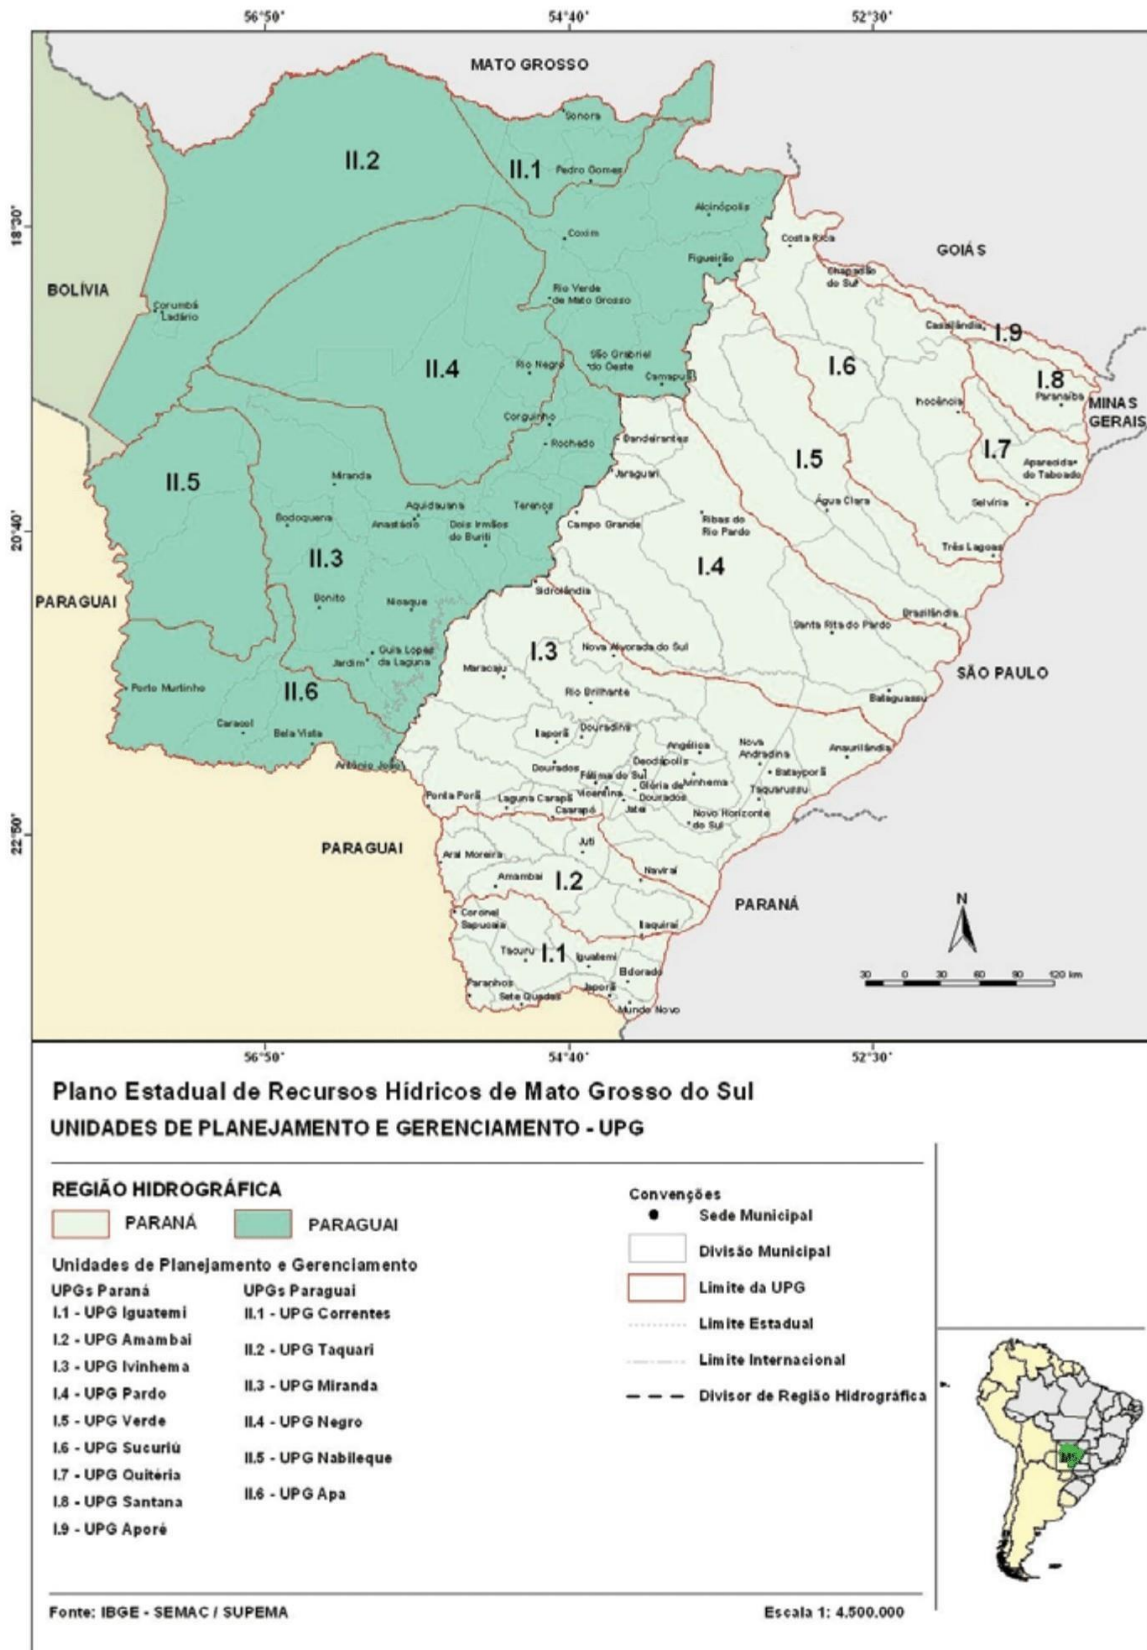 56°50'
54°40'
52°30'
MATO GROSSO
Sonora
II.2
II.1
Pedro Gomes
Alcinópolis
18°30'
Coxim
Costa Rica
GOIÁS
Figueirão
Chapadão
do Sul
BOLÍVIA
Rio Verde
de Mato Grosso
Corumbá
Ladário
Cassilândia
I.9
São Grabriel
do Oeste
Rio Negro
II.4
I.6
I.8
Camapuã
Paranaíba
MINAS
GERAIS
Inocência
Corguinho
Rochedo
Bandeirantes
I.7
I.5
Aparecida
do Taboado
Jaraguari
II.5
Miranda
Selvíria
Água Clara
Aquidauana
Terenos
Bodoquena
Anastácio
Dois Irmãos
do Buriti
Campo Grande
Ribas do
Rio Pardo
20°40'
Três Lagoas
II.3
I.4
PARAGUAI
Sidrolândia
Bonito
Nioaque
Brasilândia
Santa Rita do Pardo
Nova Alvorada do Sul
I.3
Guia Lopes
da Laguna
Jardim
Maracaju
SÃO PAULO
Porto Murtinho
II.6
Rio Brilhante
Bataguassu
Caracol
Bela Vista
Itaporã
Douradina
Angélica
Nova
Andradina
Anaurilândia
Antônio João
Dourados
Deodápolis
Fátima do Sul
Ivinhema
Batayporã
Vicentina
Glória de
Dourados
Taquarussu
Ponta Porã
Laguna Carapã
Jateí
Caarapó
Novo Horizonte
do Sul
22°50'
PARAGUAI
Juti
Aral Moreira
Naviraí
Amambai
I.2
PARANÁ
N
Coronel
Sapucaia
Itaquiraí
Tacuru
I.1
Iguatemi
Eldorado
Paranhos
Japorã
Sete Quedas
Mundo Novo
30 0 30 60 90 120 km
56°50'
54°40'
52°30'
Plano Estadual de Recursos Hídricos de Mato Grosso do Sul
UNIDADES DE PLANEJAMENTO E GERENCIAMENTO - UPG
REGIÃO HIDROGRÁFICA
PARANÁ
PARAGUAI
Unidades de Planejamento e Gerenciamento
UPGs Paraná
I.1 - UPG Iguatemi
I.2 - UPG Amambai
I.3 - UPG Ivinhema
I.4 - UPG Pardo
I.5 - UPG Verde
I.6 - UPG Sucuriú
I.7 - UPG Quitéria
I.8 - UPG Santana
I.9 - UPG Aporé
UPGs Paraguai
II.1 - UPG Correntes
II.2 - UPG Taquari
II.3 - UPG Miranda
II.4 - UPG Negro
II.5 - UPG Nabileque
II.6 - UPG Apa
Convenções
Sede Municipal
Divisão Municipal
Limite da UPG
Limite Estadual
Limite Internacional
Divisor de Região Hidrográfica
MS
Fonte: IBGE - SEMAC / SUPEMA
Escala 1: 4.500.000